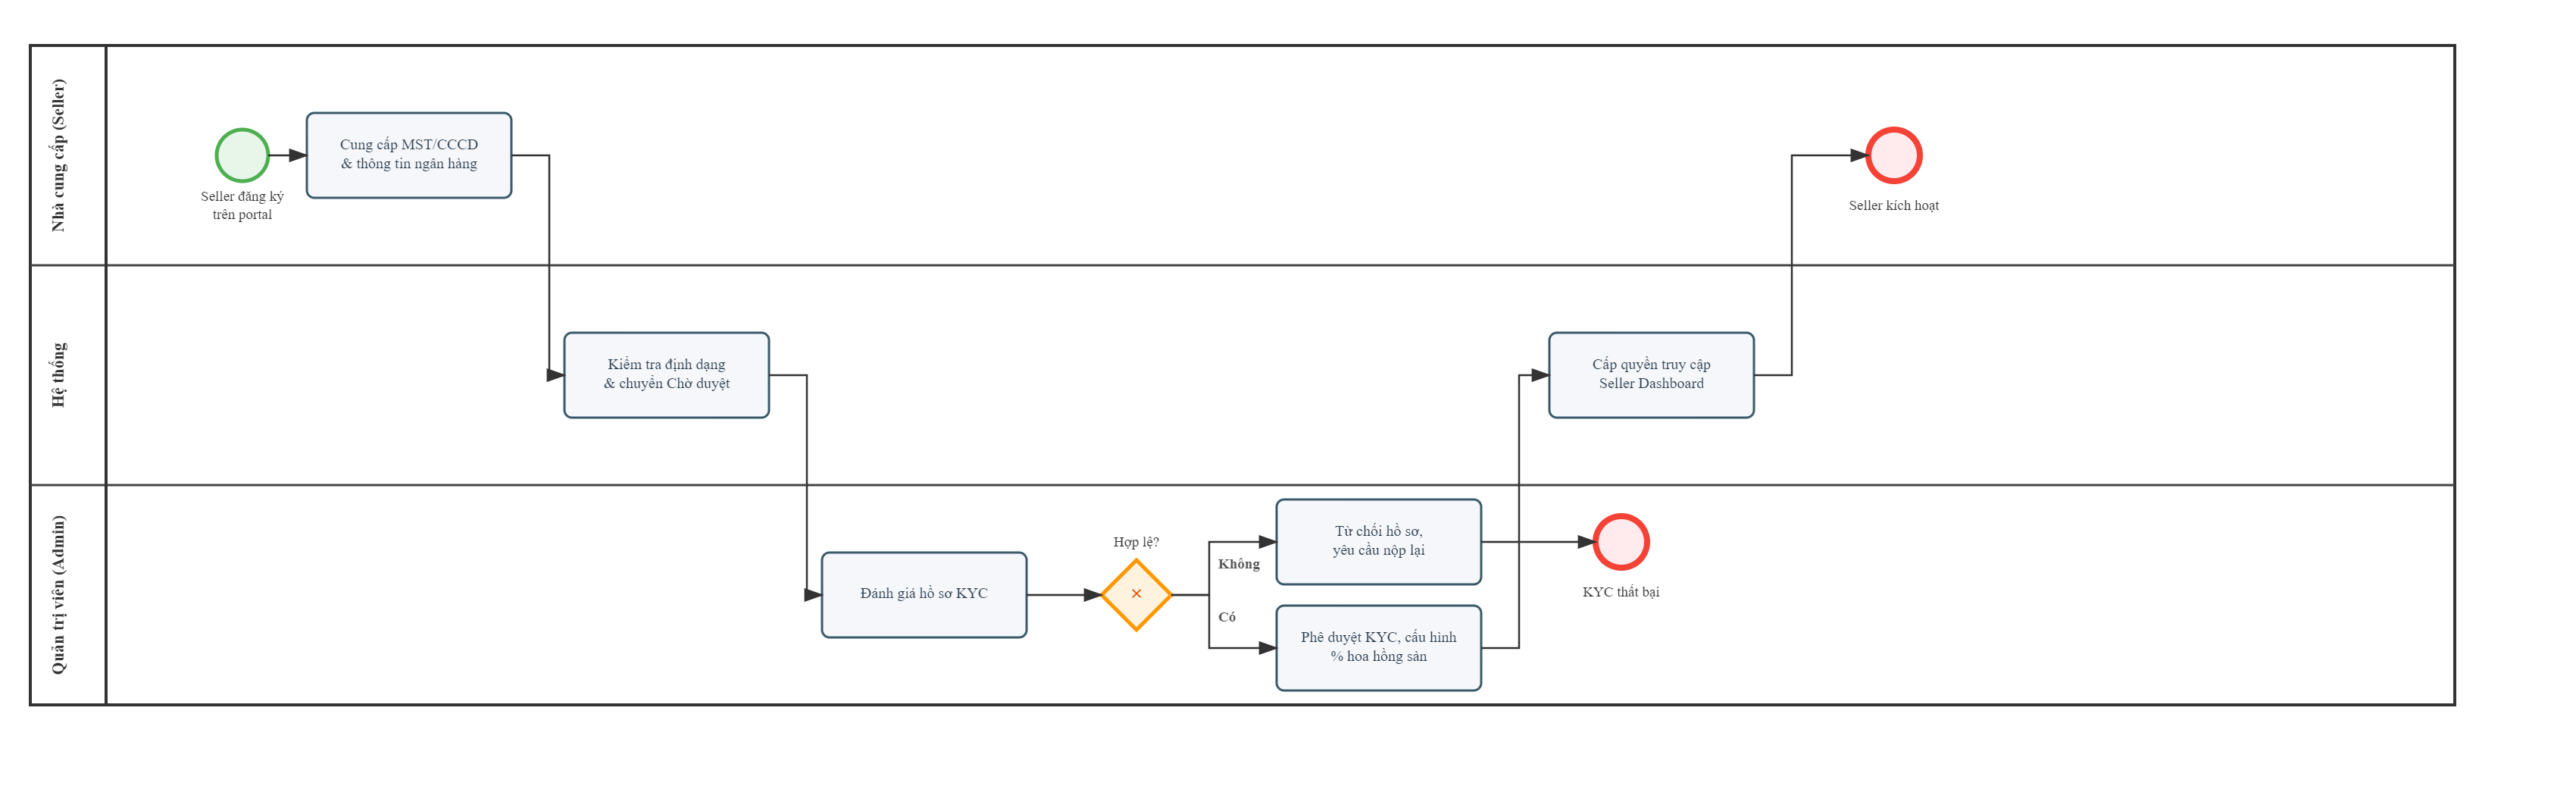 Nhà cung cấp (Seller)
Seller đăng ký
trên portal
Cung cấp MST/CCCD
& thông tin ngân hàng
Seller kích hoạt
Hệ thống
Kiểm tra định dạng
& chuyển Chờ duyệt
Cấp quyền truy cập
Seller Dashboard
Quản trị viên (Admin)
Đánh giá hồ sơ KYC
Hợp lệ?
×
Không
Có
Từ chối hồ sơ,
yêu cầu nộp lại
Phê duyệt KYC, cấu hình
% hoa hồng sàn
KYC thất bại